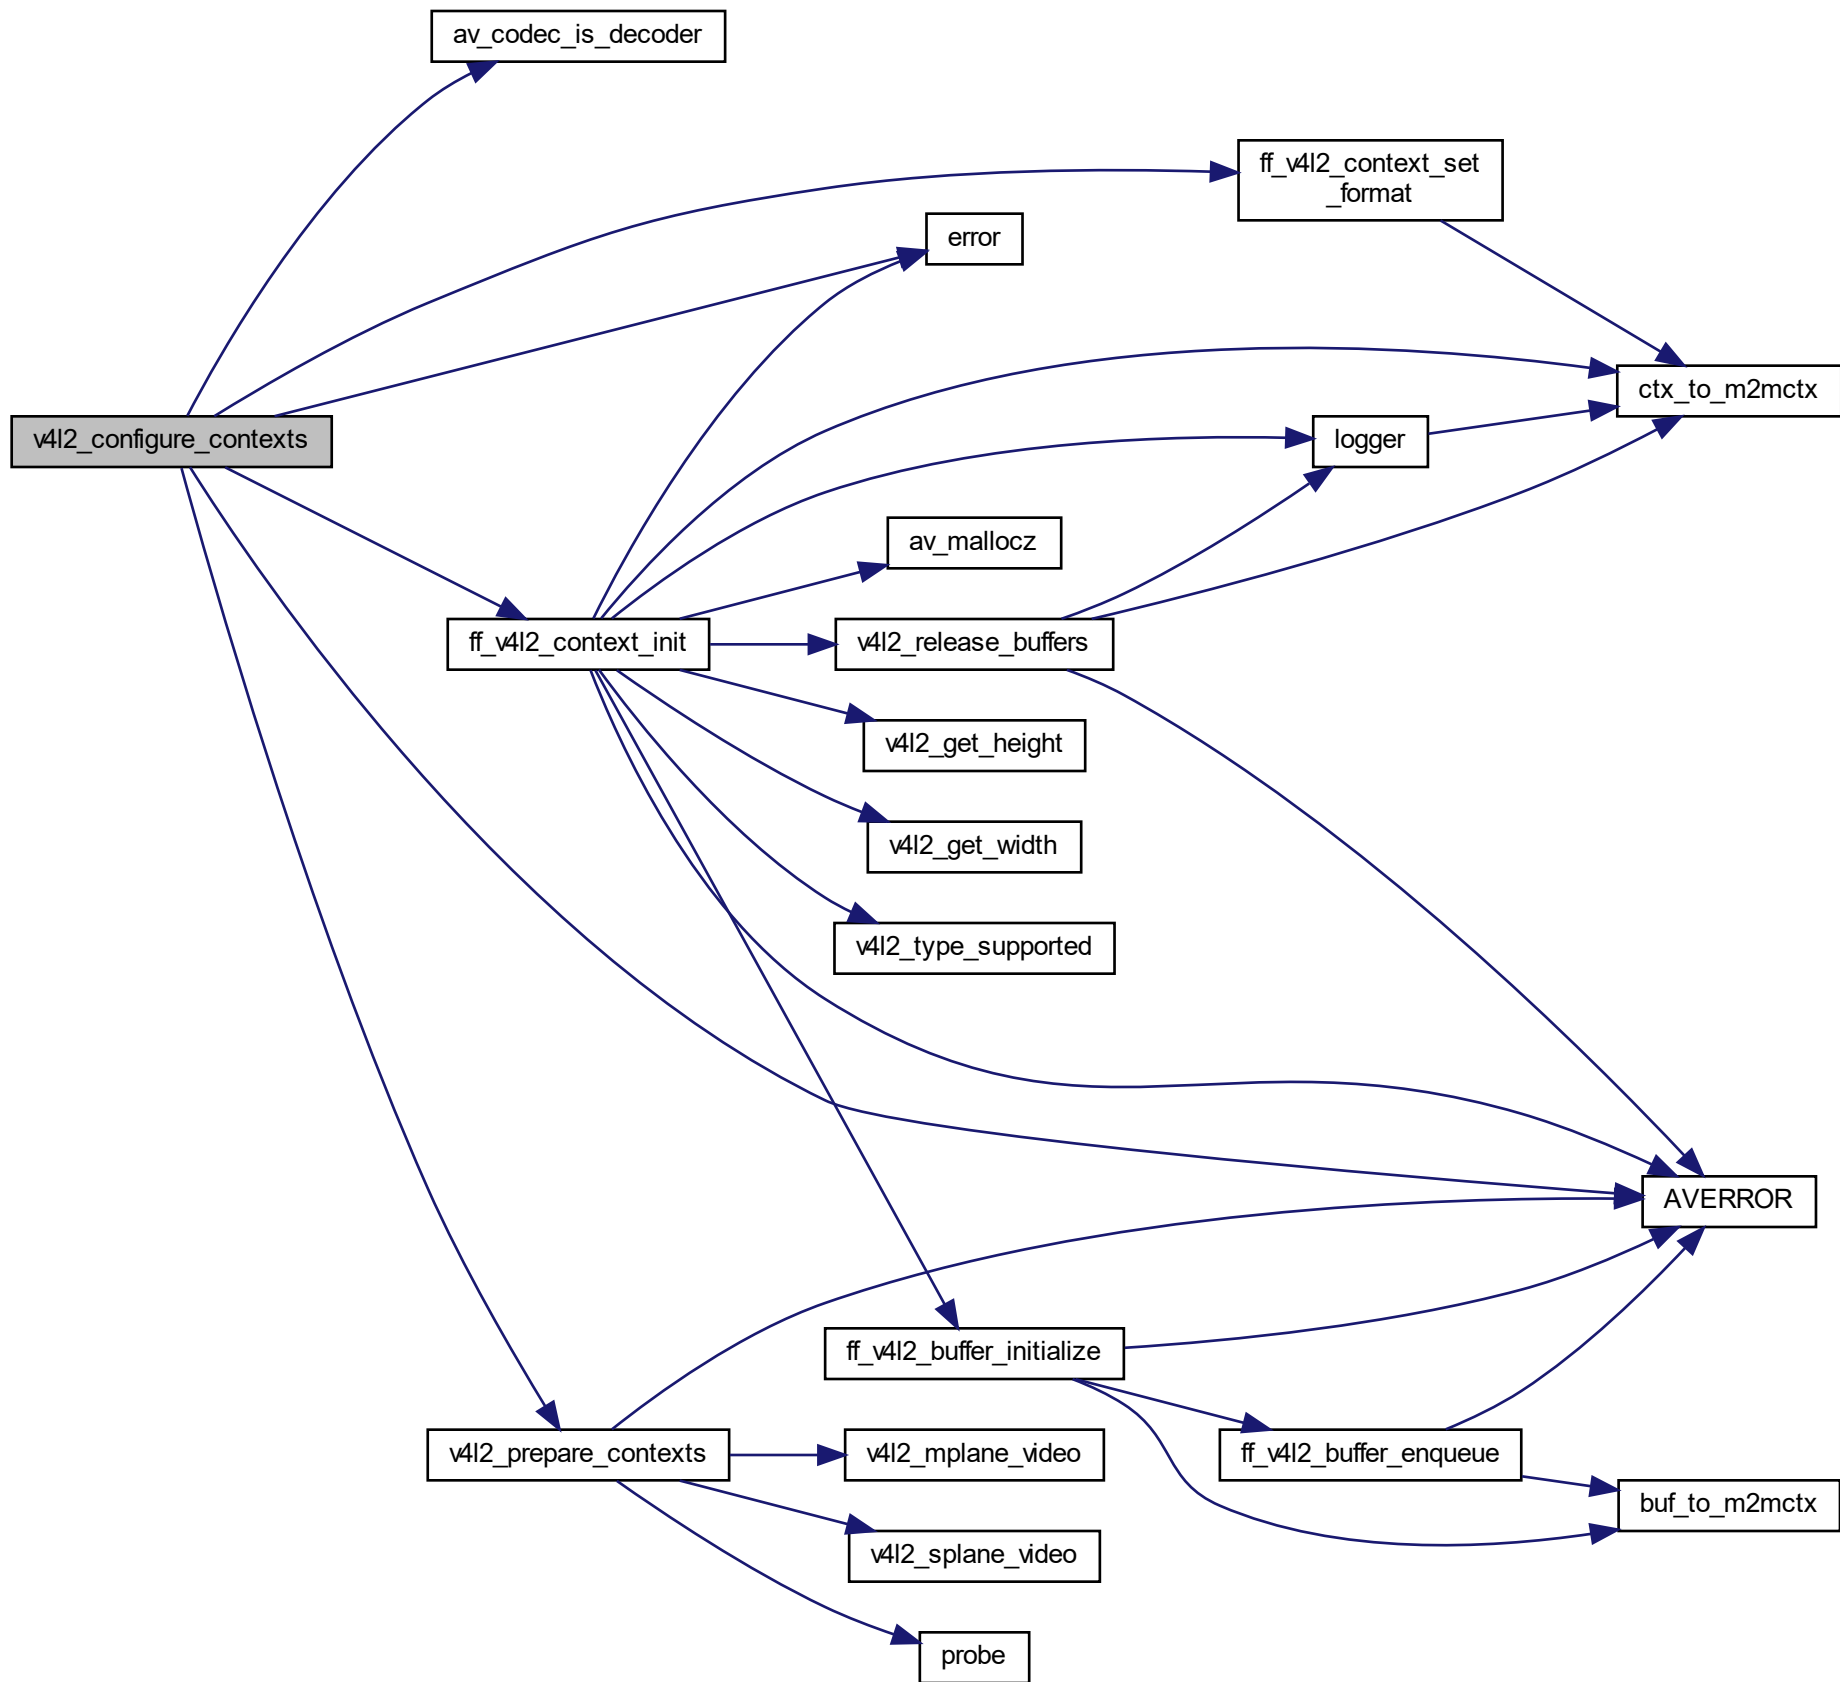 av_codec_is_decoder
ff_v4l2_context_set
_format
error
ctx_to_m2mctx
v4l2_configure_contexts
logger
av_mallocz
ff_v4l2_context_init
v4l2_release_buffers
v4l2_get_height
v4l2_get_width
v4l2_type_supported
AVERROR
ff_v4l2_buffer_initialize
v4l2_prepare_contexts
v4l2_mplane_video
ff_v4l2_buffer_enqueue
buf_to_m2mctx
v4l2_splane_video
probe